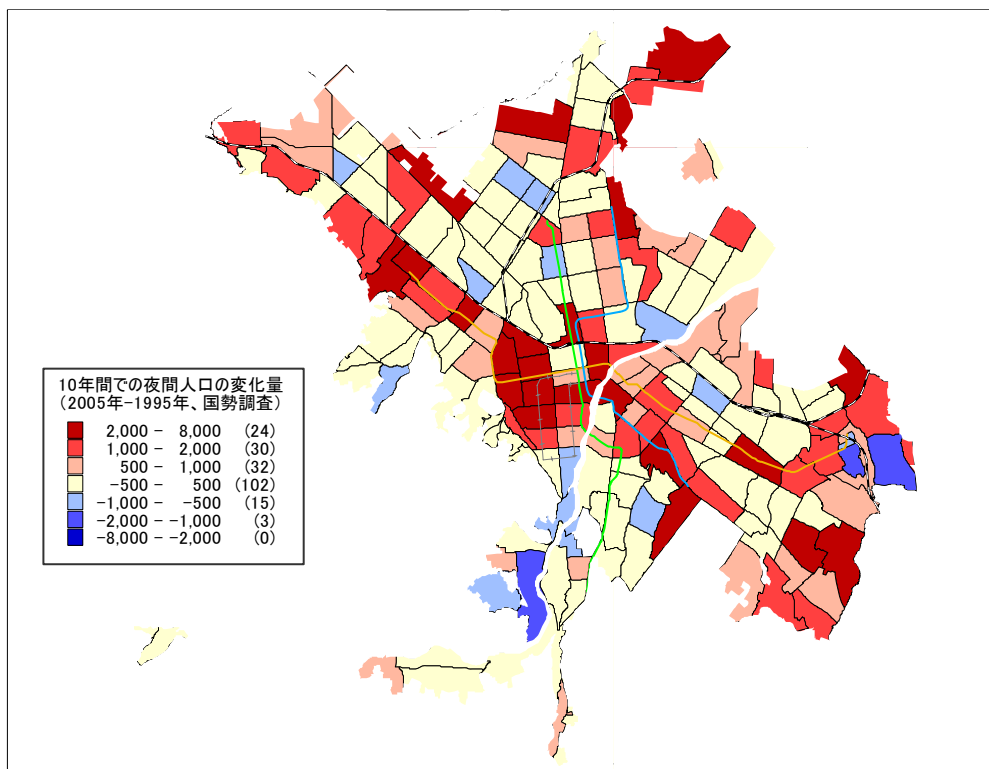 10年間での夜間人口の変化量
(2005年-1995年、国勢調査)
2,000 - 8,000 (24)
1,000 - 2,000 (30)
500 - 1,000 (32)
-500 - 500 (102)
-1,000 - -500 (15)
-2,000 - -1,000 (3)
-8,000 - -2,000 (0)